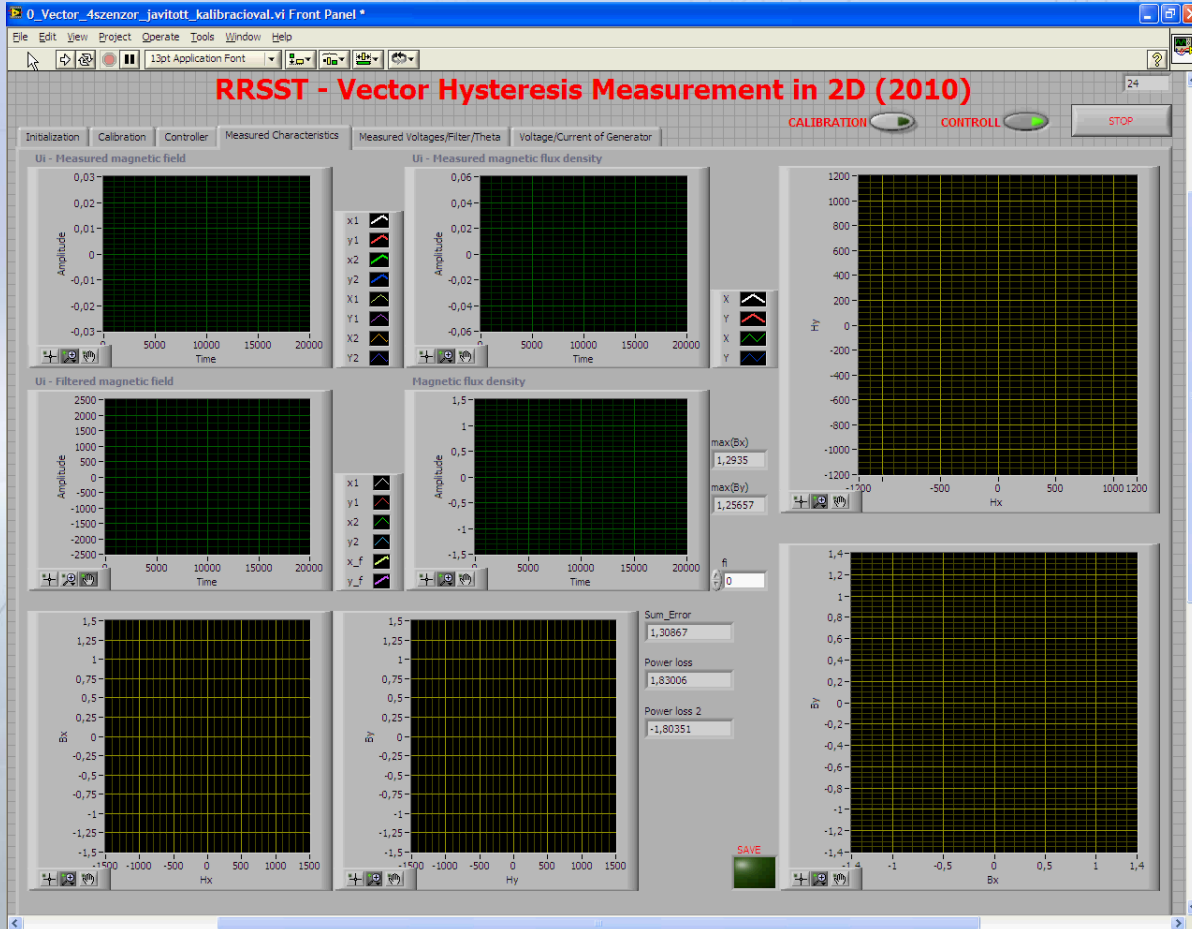 0_Vector_4szenzor_javitott_kalibracioval.vi Front Panel *
File Edit View Project Operate Tools Window Help
13pt Application Font
RRSST - Vector Hysteresis Measurement in 2D (2010)
24
CALIBRATION
CONTROLL
STOP
Initialization
Calibration
Controller
Measured Characteristics
Measured Voltages/Filter/Theta
Voltage/Current of Generator
Ui - Measured magnetic field
0,03
0,02
0,01
0
-0,01
-0,02
-0,03
Amplitude
0 5000 10000 15000 20000
Time
x1
y1
x2
y2
X1
Y1
X2
Y2
Ui - Measured magnetic flux density
0,06
0,04
0,02
0
-0,02
-0,04
-0,06
Amplitude
0 5000 10000 15000 20000
Time
X
Y
X
Y
1200
1000
800
600
400
200
0
-200
-400
-600
-800
-1000
-1200
Hy
-1200 -500 0 500 1000 1200
Hx
Ui - Filtered magnetic field
2500
2000
1500
1000
500
0
-500
-1000
-1500
-2000
-2500
Amplitude
0 5000 10000 15000 20000
Time
x1
y1
x2
y2
x_f
y_f
Magnetic flux density
1,5
1
0,5
0
-0,5
-1
-1,5
Amplitude
0 5000 10000 15000 20000
Time
max(Bx)
1,2935
max(By)
1,25657
fi
0
1,5
1,25
1
0,75
0,5
0,25
0
-0,25
-0,5
-0,75
-1
-1,25
-1,5
Bx
-1500 -1000 -500 0 500 1000 1500
Hx
1,5
1,25
1
0,75
0,5
0,25
0
-0,25
-0,5
-0,75
-1
-1,25
-1,5
By
-1500 -1000 -500 0 500 1000 1500
Hy
Sum_Error
1,30867
Power loss
1,83006
Power loss 2
-1,80351
SAVE
1,4
1,2
1
0,8
0,6
0,4
0,2
0
-0,2
-0,4
-0,6
-0,8
-1
-1,2
-1,4
By
-1,4 -1 -0,5 0 0,5 1 1,4
Bx